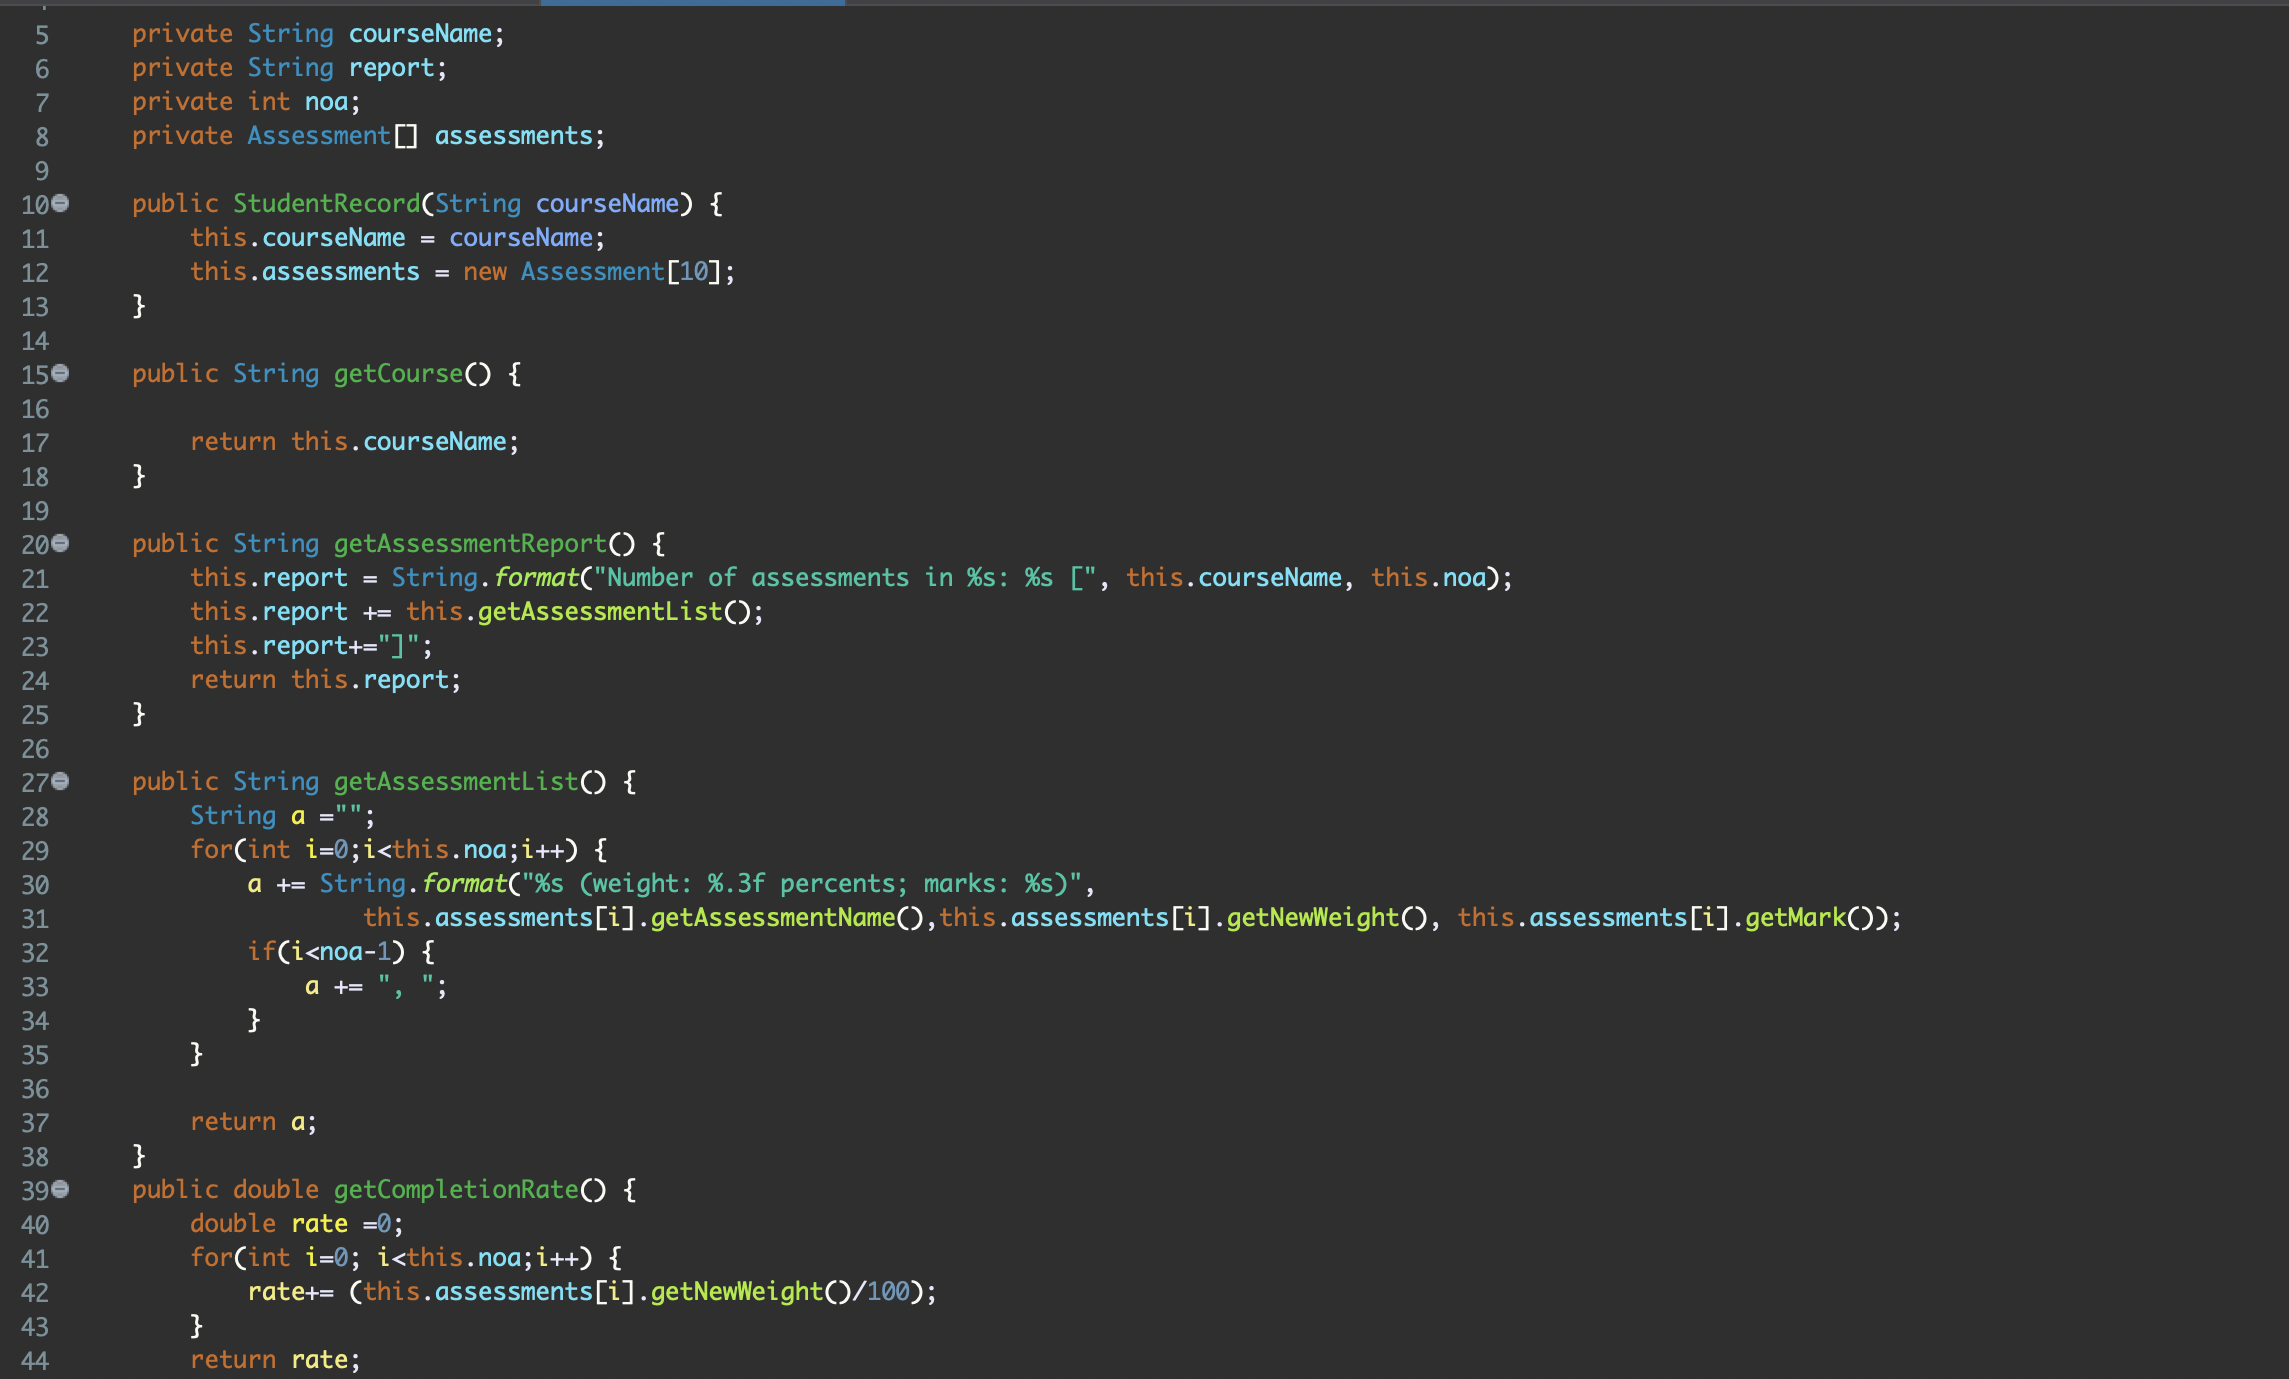 5 private String courseName;
6 private String report;
7 private int noa;
8 private Assessment[] assessments;
9
10 public StudentRecord(String courseName) {
11 this.courseName = courseName;
12 this.assessments = new Assessment[10];
13 }
14
15 public String getCourse() {
16
17 return this.courseName;
18 }
19
20 public String getAssessmentReport() {
21 this.report = String.format("Number of assessments in %s: %s [", this.courseName, this.noa);
22 this.report += this.getAssessmentList();
23 this.report+="]";
24 return this.report;
25 }
26
27 public String getAssessmentList() {
28 String a ="";
29 for(int i=0;i<this.noa;i++) {
30 a += String.format("%s (weight: %.3f percents; marks: %s)",
31 this.assessments[i].getAssessmentName(),this.assessments[i].getNewWeight(), this.assessments[i].getMark());
32 if(i<noa-1) {
33 a += ", ";
34 }
35 }
36
37 return a;
38 }
39 public double getCompletionRate() {
40 double rate =0;
41 for(int i=0; i<this.noa;i++) {
42 rate+= (this.assessments[i].getNewWeight()/100);
43 }
44 return rate;